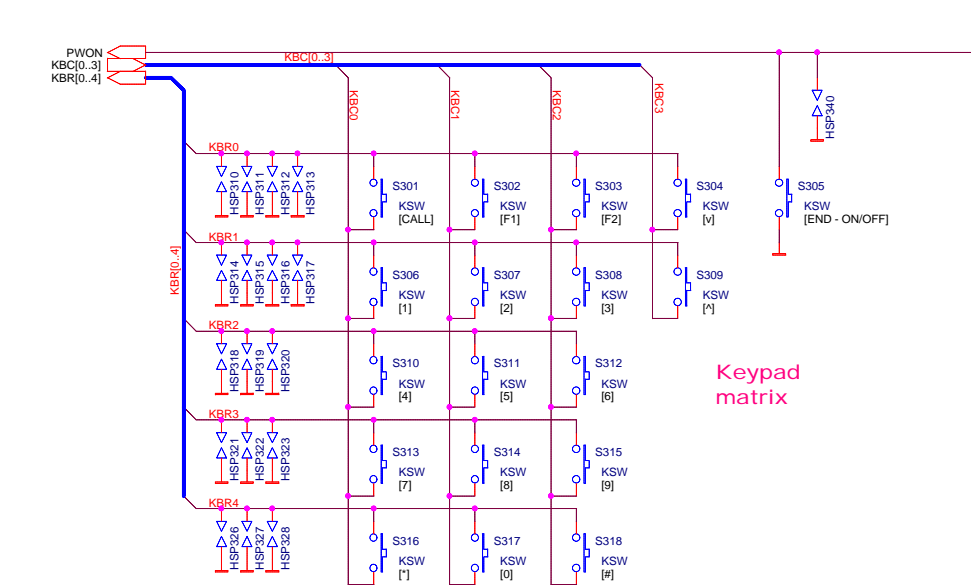 PWON
KBC[0..3]
KBR[0..4]
KBC[0..3]
KBC0
KBC1
KBC2
KBC3
HSP340
KBR0
HSP310
HSP311
HSP312
HSP313
S301
KSW
[CALL]
S302
KSW
[F1]
S303
KSW
[F2]
S304
KSW
[v]
S305
KSW
[END - ON/OFF]
KBR[0..4]
KBR1
HSP314
HSP315
HSP316
HSP317
S306
KSW
[1]
S307
KSW
[2]
S308
KSW
[3]
S309
KSW
[^]
KBR2
HSP318
HSP319
HSP320
S310
KSW
[4]
S311
KSW
[5]
S312
KSW
[6]
Keypad
matrix
KBR3
HSP321
HSP322
HSP323
S313
KSW
[7]
S314
KSW
[8]
S315
KSW
[9]
KBR4
HSP326
HSP327
HSP328
S316
KSW
[*]
S317
KSW
[0]
S318
KSW
[#]